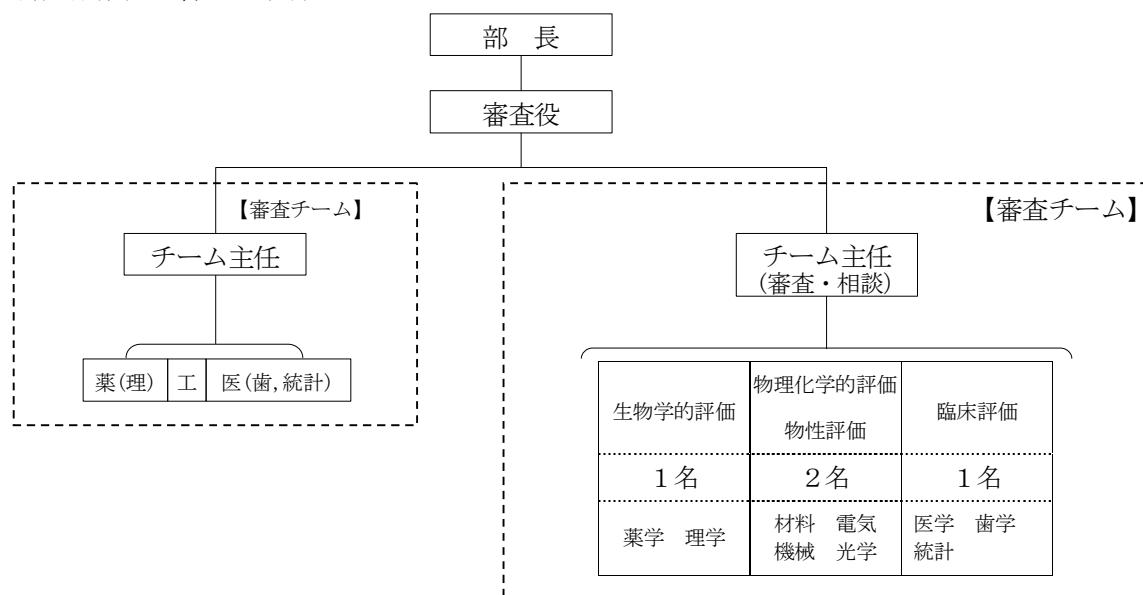 部　長
審査役
【審査チーム】
チーム主任
薬(理) 工 医(歯,統計)
【審査チーム】
チーム主任
(審査・相談)
生物学的評価
物理化学的評価
物性評価
臨床評価
１名 ２名 １名
薬学　理学
材料　電気
機械　光学
医学　歯学
統計